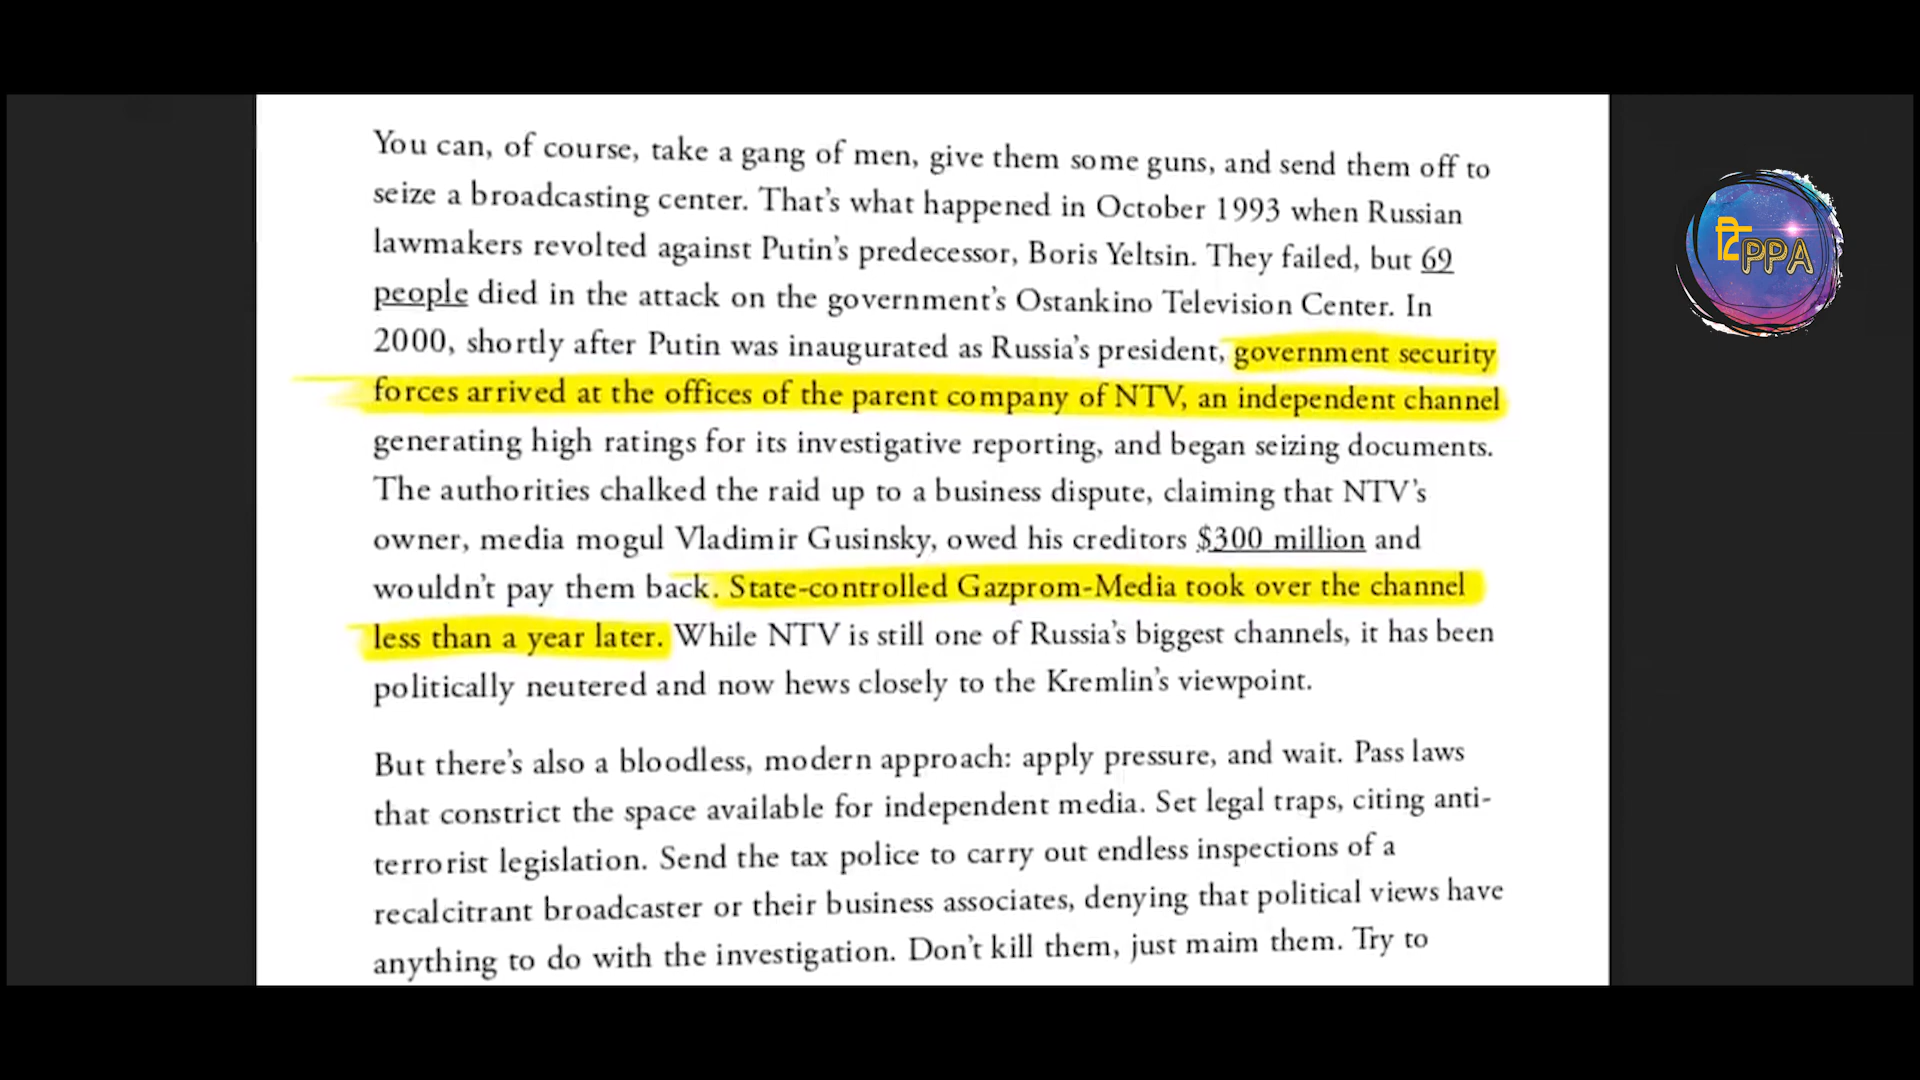 You can, of course, take a gang of men, give them some guns, and send them off to
seize a broadcasting center. That's what happened in October 1993 when Russian
lawmakers revolted against Putin's predecessor, Boris Yeltsin. They failed, but 69
people died in the attack on the government's Ostankino Television Center. In
2000, shortly after Putin was inaugurated as Russia's president, government security
forces arrived at the offices of the parent company of NTV, an independent channel
generating high ratings for its investigative reporting, and began seizing documents.
The authorities chalked the raid up to a business dispute, claiming that NTV's
owner, media mogul Vladimir Gusinsky, owed his creditors $300 million and
wouldn't pay them back. State-controlled Gazprom-Media took over the channel
less than a year later. While NTV is still one of Russia's biggest channels, it has been
politically neutered and now hews closely to the Kremlin's viewpoint.
But there's also a bloodless, modern approach: apply pressure, and wait. Pass laws
that constrict the space available for independent media. Set legal traps, citing anti-
terrorist legislation. Send the tax police to carry out endless inspections of a
recalcitrant broadcaster or their business associates, denying that political views have
anything to do with the investigation. Don't kill them, just maim them. Try to
टिPPA